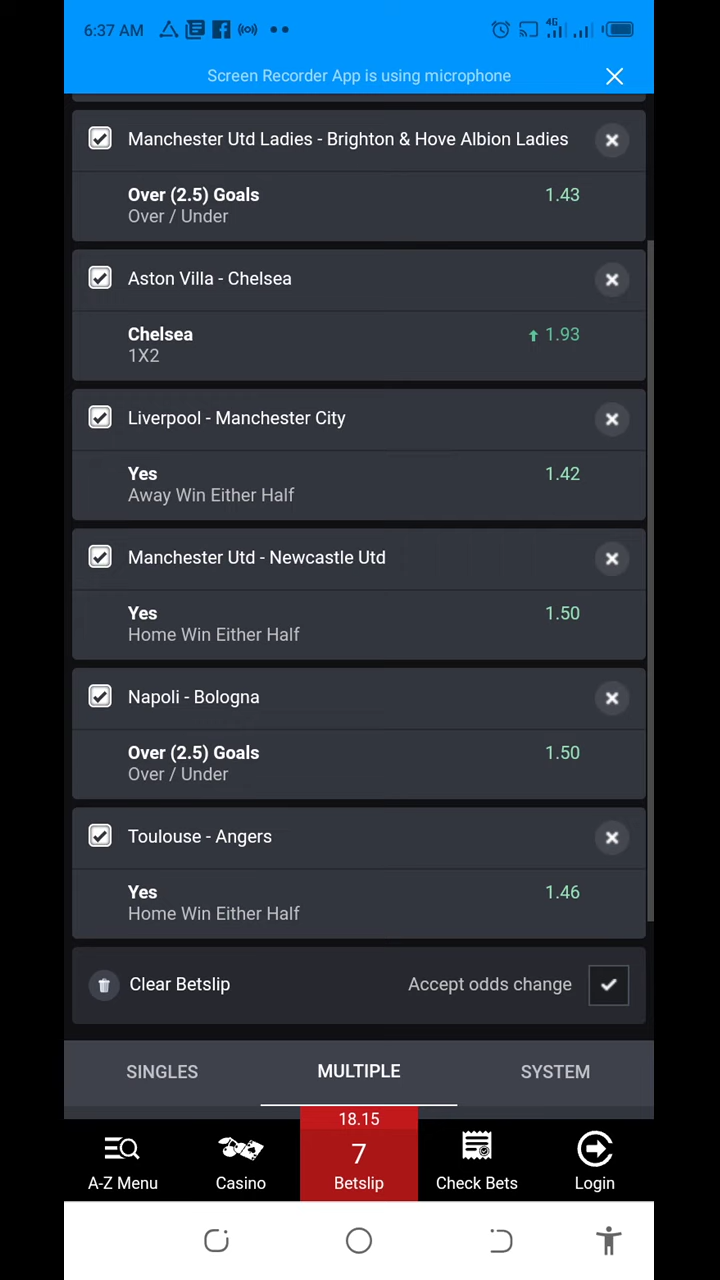 6:37 AM
4G
Screen Recorder App is using microphone
Manchester Utd Ladies - Brighton & Hove Albion Ladies
Over (2.5) Goals 1.43
Over / Under
Aston Villa - Chelsea
Chelsea 1.93
1X2
Liverpool - Manchester City
Yes 1.42
Away Win Either Half
Manchester Utd - Newcastle Utd
Yes 1.50
Home Win Either Half
Napoli - Bologna
Over (2.5) Goals 1.50
Over / Under
Toulouse - Angers
Yes 1.46
Home Win Either Half
Clear Betslip Accept odds change
SINGLES MULTIPLE SYSTEM
18.15
7
A-Z Menu Casino Betslip Check Bets Login